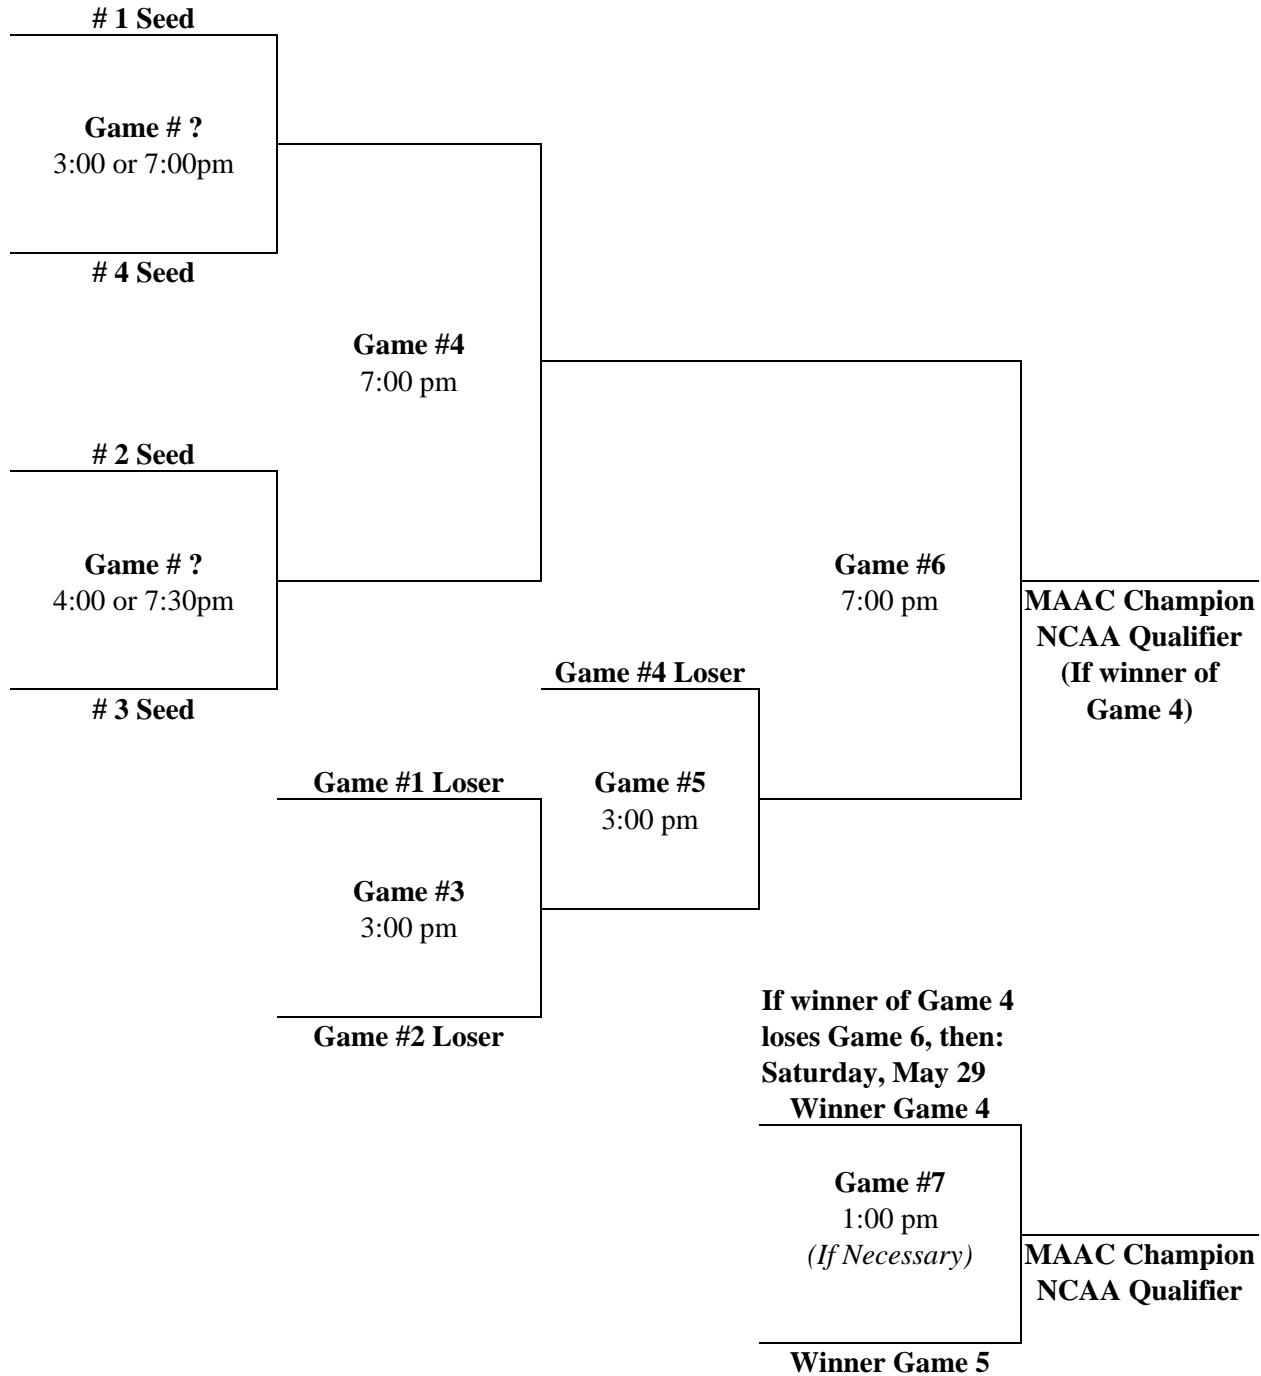 # 1 Seed
Game # ?
3:00 or 7:00pm
# 4 Seed
Game #4
7:00 pm
# 2 Seed
Game # ?
4:00 or 7:30pm
# 3 Seed
Game #6
7:00 pm
MAAC Champion
NCAA Qualifier
(If winner of
Game 4)
Game #4 Loser
Game #1 Loser
Game #5
3:00 pm
Game #3
3:00 pm
Game #2 Loser
If winner of Game 4
loses Game 6, then:
Saturday, May 29
Winner Game 4
Game #7
1:00 pm
(If Necessary)
MAAC Champion
NCAA Qualifier
Winner Game 5